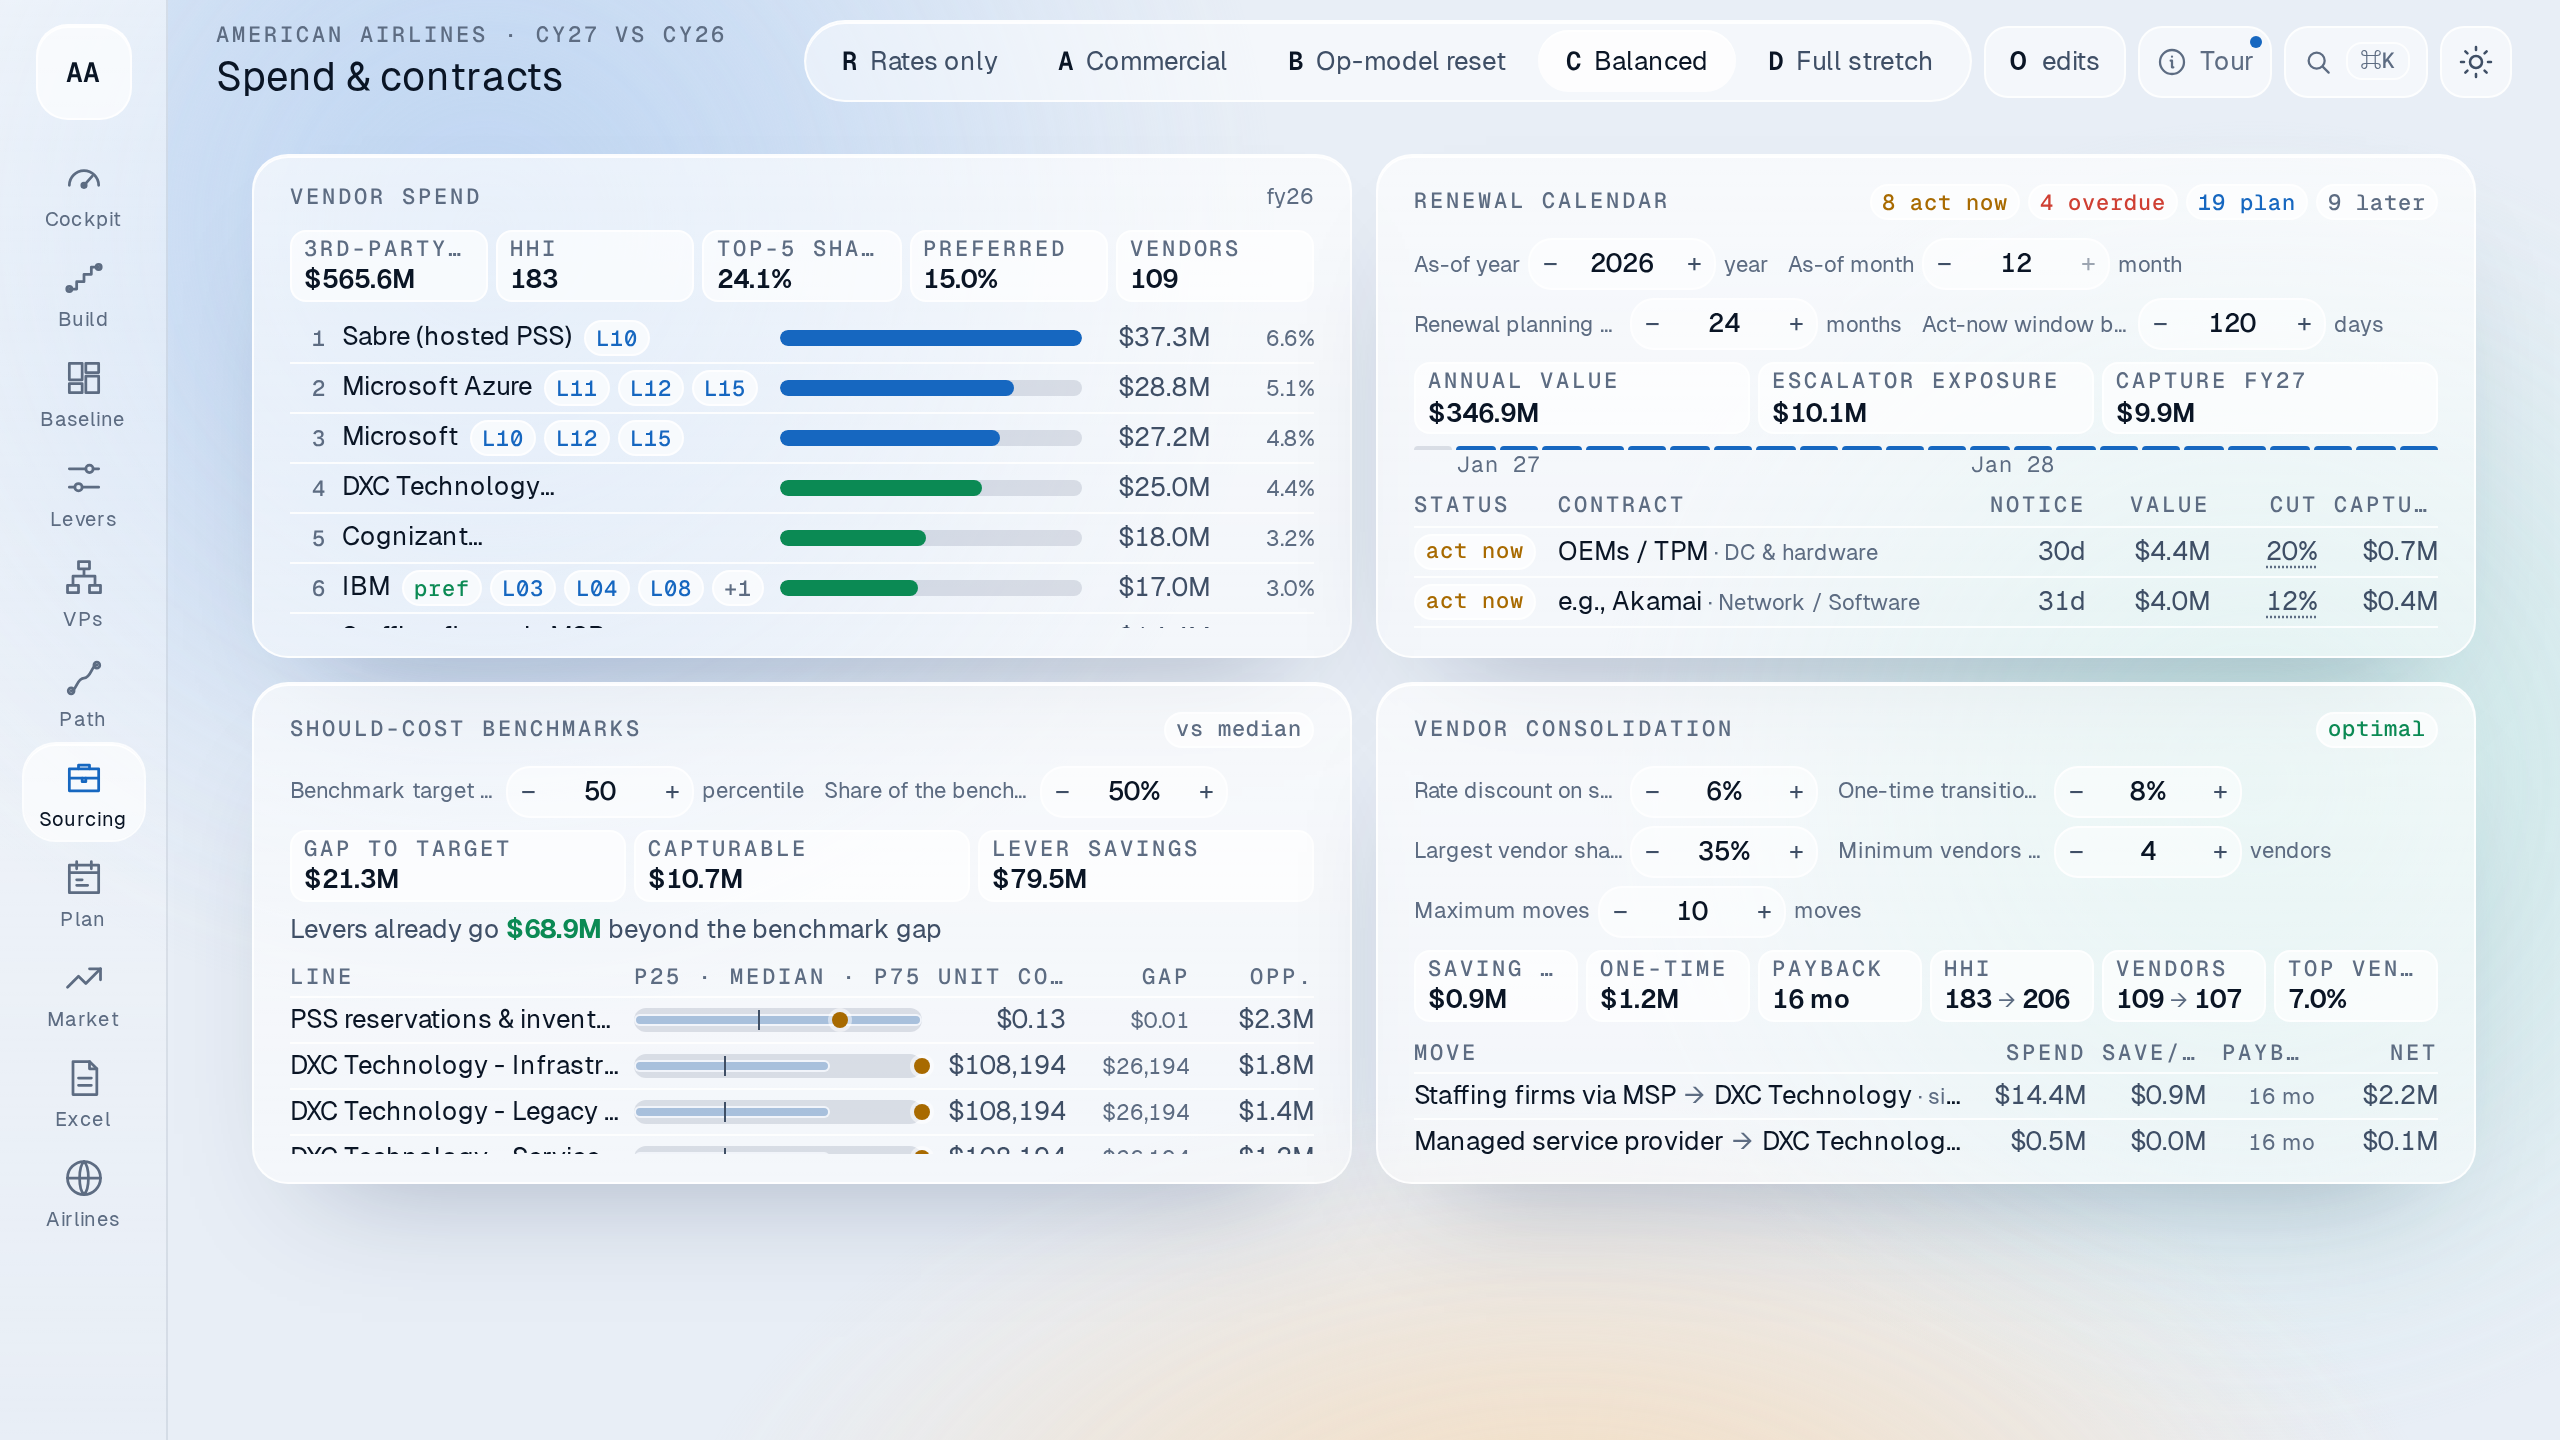 AA
AMERICAN AIRLINES · CY27 VS CY26
Spend & contracts
R Rates only
A Commercial
B Op-model reset
C Balanced
D Full stretch
0 edits
Tour
⌘K
Cockpit
Build
Baseline
Levers
VPs
Path
Sourcing
Plan
Market
Excel
Airlines
VENDOR SPEND fy26
3RD-PARTY… HHI TOP-5 SHA… PREFERRED VENDORS
$565.6M 183 24.1% 15.0% 109
1 Sabre (hosted PSS) L10 $37.3M 6.6%
2 Microsoft Azure L11 L12 L15 $28.8M 5.1%
3 Microsoft L10 L12 L15 $27.2M 4.8%
4 DXC Technology… $25.0M 4.4%
5 Cognizant… $18.0M 3.2%
6 IBM pref L03 L04 L08 +1 $17.0M 3.0%
RENEWAL CALENDAR 8 act now 4 overdue 19 plan 9 later
As-of year − 2026 + year As-of month − 12 + month
Renewal planning … − 24 + months Act-now window b… − 120 + days
ANNUAL VALUE ESCALATOR EXPOSURE CAPTURE FY27
$346.9M $10.1M $9.9M
Jan 27 Jan 28
STATUS CONTRACT NOTICE VALUE CUT CAPTU…
act now OEMs / TPM · DC & hardware 30d $4.4M 20% $0.7M
act now e.g., Akamai · Network / Software 31d $4.0M 12% $0.4M
SHOULD-COST BENCHMARKS vs median
Benchmark target … − 50 + percentile Share of the bench… − 50% +
GAP TO TARGET CAPTURABLE LEVER SAVINGS
$21.3M $10.7M $79.5M
Levers already go $68.9M beyond the benchmark gap
LINE P25 · MEDIAN · P75 UNIT CO… GAP OPP.
PSS reservations & invent… $0.13 $0.01 $2.3M
DXC Technology - Infrastr… $108,194 $26,194 $1.8M
DXC Technology - Legacy … $108,194 $26,194 $1.4M
VENDOR CONSOLIDATION optimal
Rate discount on s… − 6% + One-time transitio… − 8% +
Largest vendor sha… − 35% + Minimum vendors … − 4 + vendors
Maximum moves − 10 + moves
SAVING … ONE-TIME PAYBACK HHI VENDORS TOP VEN…
$0.9M $1.2M 16 mo 183 → 206 109 → 107 7.0%
MOVE SPEND SAVE/… PAYB… NET
Staffing firms via MSP → DXC Technology · si… $14.4M $0.9M 16 mo $2.2M
Managed service provider → DXC Technolog… $0.5M $0.0M 16 mo $0.1M